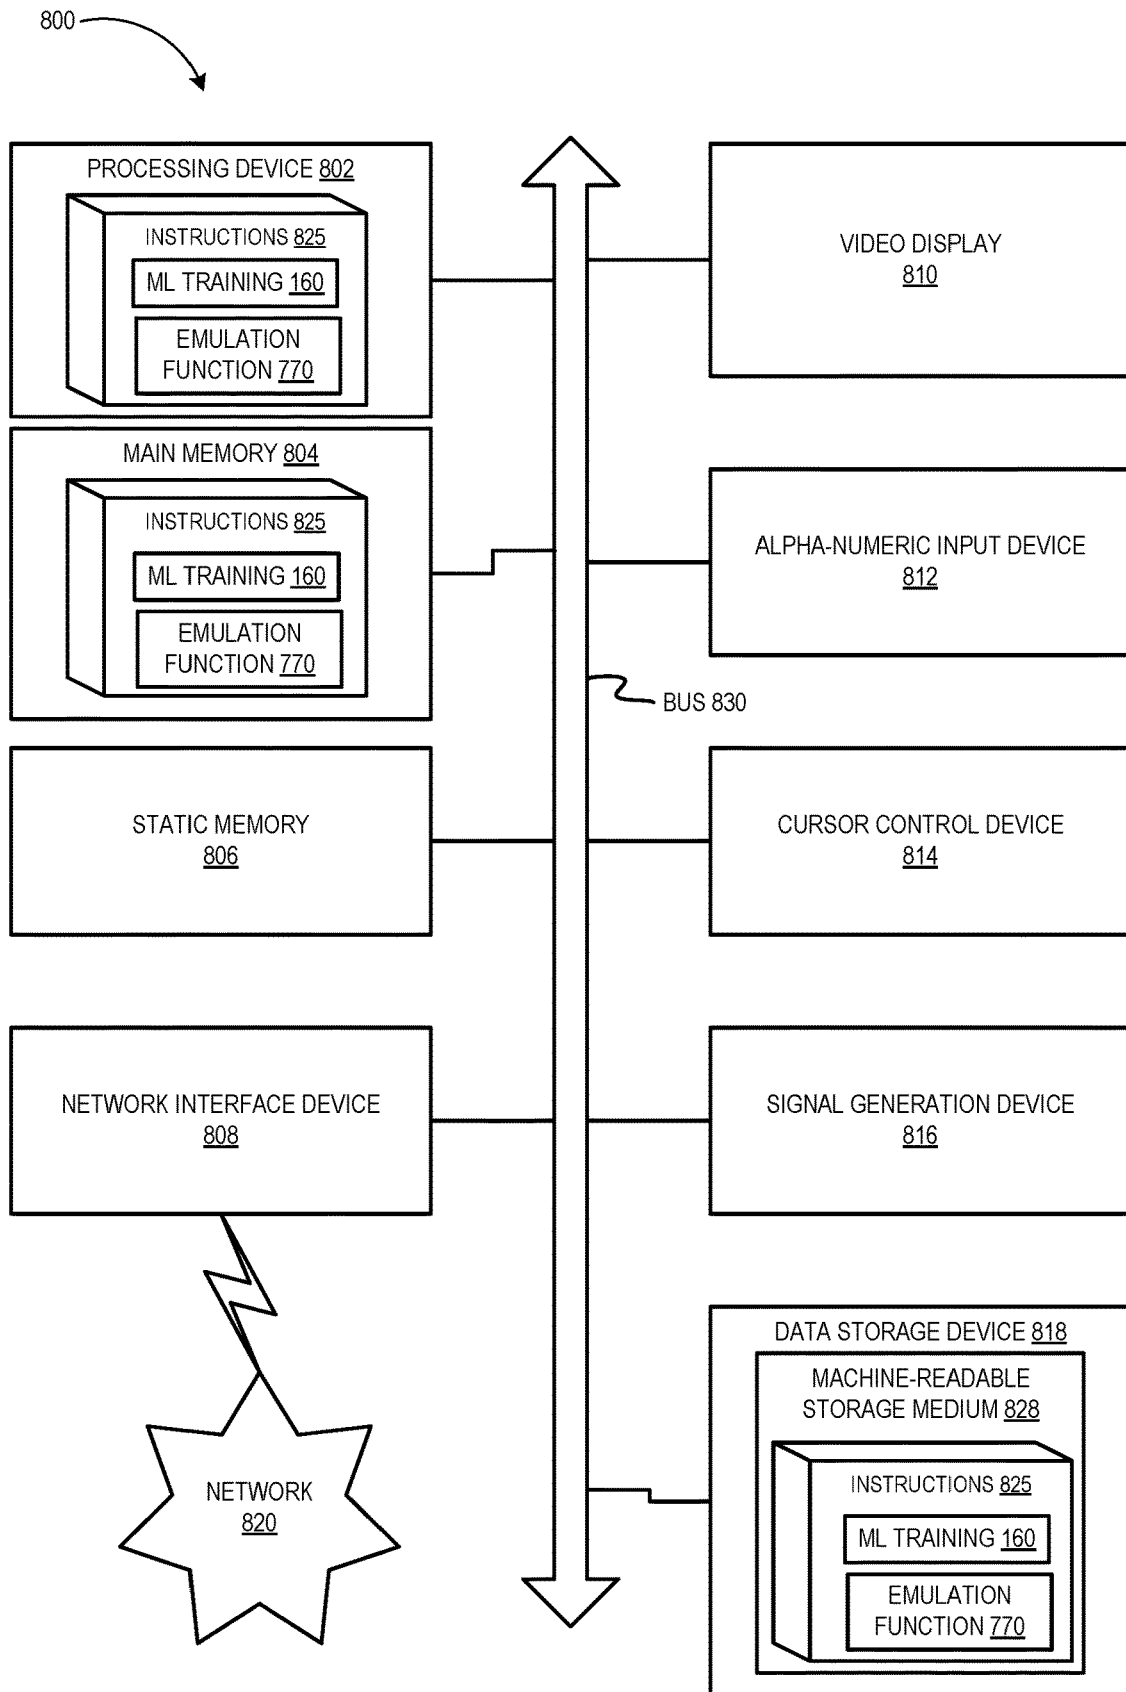 800
PROCESSING DEVICE 802
INSTRUCTIONS 825
ML TRAINING 160
EMULATION
FUNCTION 770
MAIN MEMORY 804
INSTRUCTIONS 825
ML TRAINING 160
EMULATION
FUNCTION 770
STATIC MEMORY
806
NETWORK INTERFACE DEVICE
808
NETWORK
820
BUS 830
VIDEO DISPLAY
810
ALPHA-NUMERIC INPUT DEVICE
812
CURSOR CONTROL DEVICE
814
SIGNAL GENERATION DEVICE
816
DATA STORAGE DEVICE 818
MACHINE-READABLE
STORAGE MEDIUM 828
INSTRUCTIONS 825
ML TRAINING 160
EMULATION
FUNCTION 770